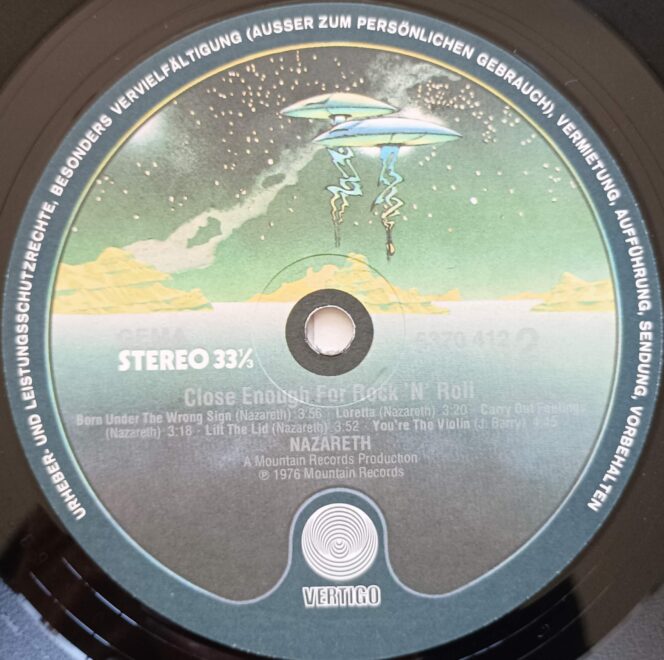 URHEBER- UND LEISTUNGSSCHUTZRECHTE, BESONDERS VERVIELFÄLTIGUNG (AUSSER ZUM PERSÖNLICHEN GEBRAUCH), VERMIETUNG, AUFFÜHRUNG, SENDUNG, VORBEHALTEN
GEMA
6370 412 2
STEREO 33⅓
Close Enough For Rock 'N' Roll
Born Under The Wrong Sign (Nazareth) 3:56 · Loretta (Nazareth) 3:20 · Carry Out Feelings
(Nazareth) 3:18 · Lift The Lid (Nazareth) 3:52 · You're The Violin (J. Barry)
NAZARETH
A Mountain Records Production
℗ 1976 Mountain Records
VERTIGO